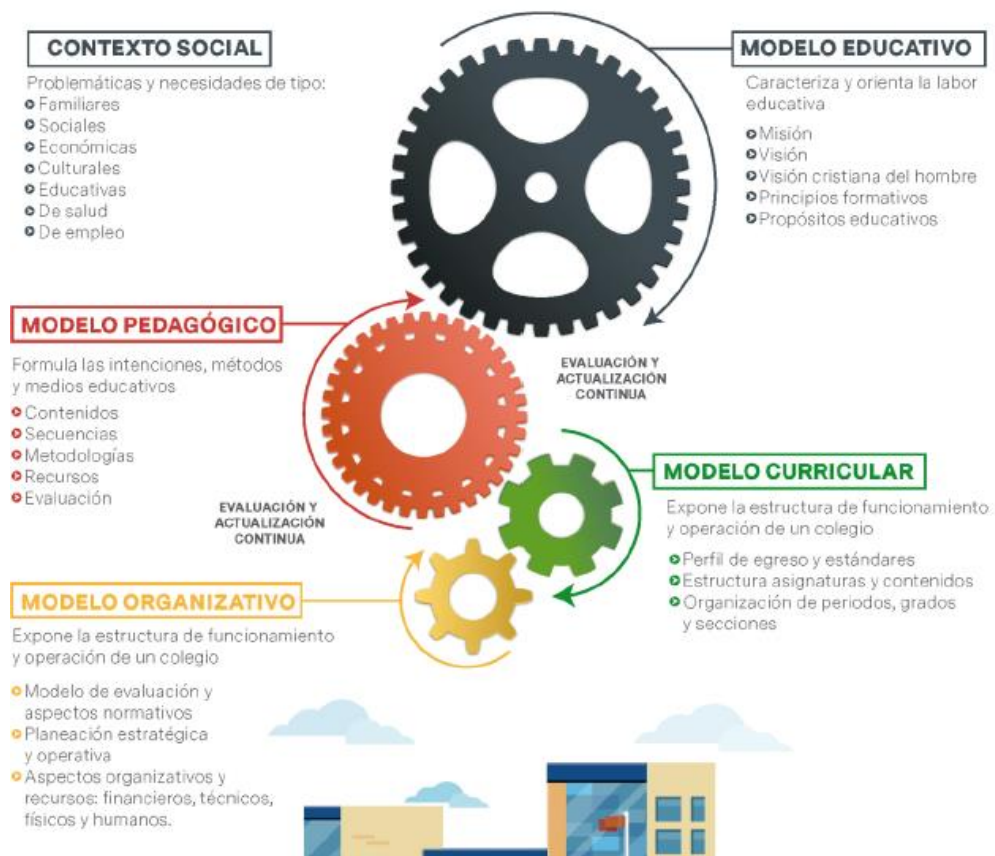 CONTEXTO SOCIAL
Problemáticas y necesidades de tipo:
Familiares
Sociales
Económicas
Culturales
Educativas
De salud
De empleo
MODELO EDUCATIVO
Caracteriza y orienta la labor
educativa
Misión
Visión
Visión cristiana del hombre
Principios formativos
Propósitos educativos
MODELO PEDAGÓGICO
Formula las intenciones, métodos
y medios educativos
Contenidos
Secuencias
Metodologías
Recursos
Evaluación
EVALUACIÓN Y
ACTUALIZACIÓN
CONTINUA
EVALUACIÓN Y
ACTUALIZACIÓN
CONTINUA
MODELO CURRICULAR
Expone la estructura de funcionamiento
y operación de un colegio
Perfil de egreso y estándares
Estructura asignaturas y contenidos
Organización de periodos, grados
y secciones
MODELO ORGANIZATIVO
Expone la estructura de funcionamiento
y operación de un colegio
Modelo de evaluación y
aspectos normativos
Planeación estratégica
y operativa
Aspectos organizativos y
recursos: financieros, técnicos,
físicos y humanos.